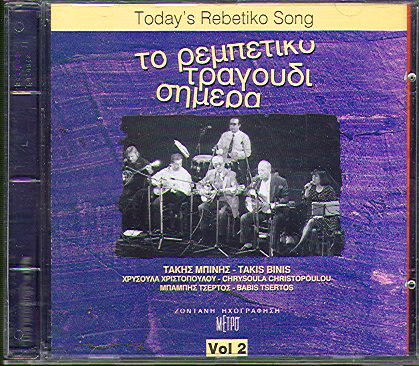 Today's Rebetiko Song
το ρεμπετικο
τραγουδι
σημερα
ΤΑΚΗΣ ΜΠΙΝΗΣ - TAKIS BINIS
ΧΡΥΣΟΥΛΑ ΧΡΙΣΤΟΠΟΥΛΟΥ - CHRYSOULA CHRISTOPOULOU
ΜΠΑΜΠΗΣ ΤΣΕΡΤΟΣ - BABIS TSERTOS
ΖΩΝΤΑΝΗ ΗΧΟΓΡΑΦΗΣΗ
ΜΕΤΡΟ
Vol 2